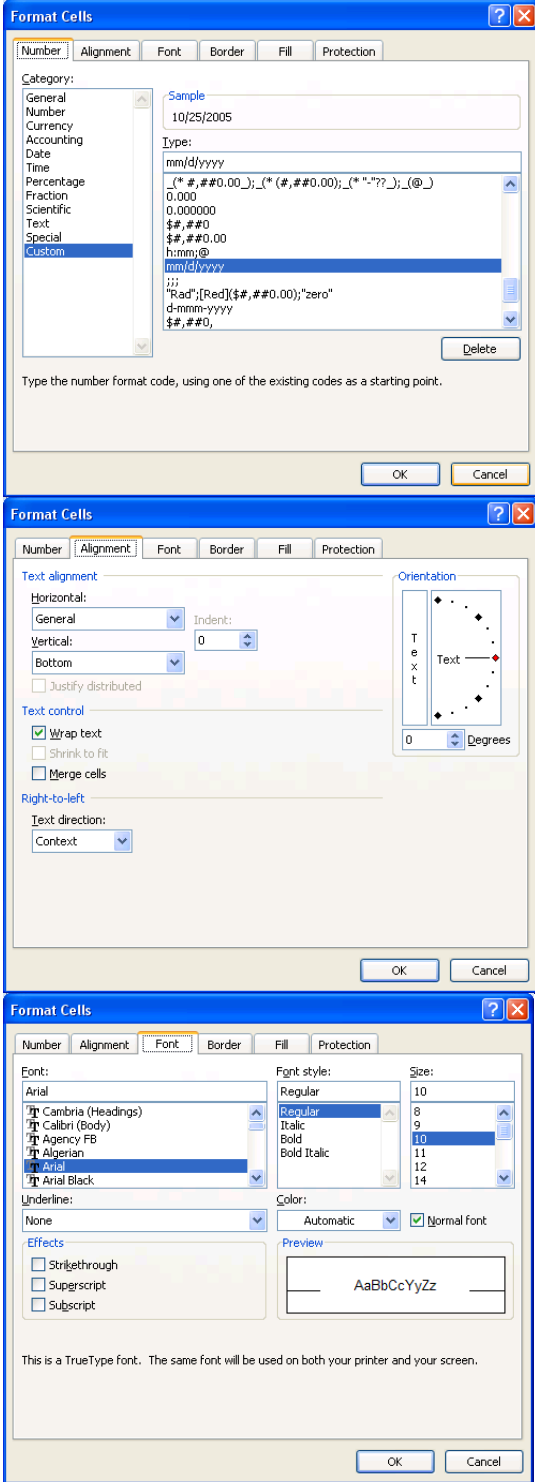 Format Cells
Number Alignment Font Border Fill Protection
Category:
General
Number
Currency
Accounting
Date
Time
Percentage
Fraction
Scientific
Text
Special
Custom
Sample
10/25/2005
Type:
mm/d/yyyy
_(* #,##0.00_);_(* (#,##0.00);_(* "-"??_);_(@_)
0.000
0.000000
$#,##0
$#,##0.00
h:mm;@
mm/d/yyyy
;;;
"Rad";[Red]($#,##0.00);"zero"
d-mmm-yyyy
$#,##0,
Delete
Type the number format code, using one of the existing codes as a starting point.
OK Cancel
Format Cells
Number Alignment Font Border Fill Protection
Text alignment
Horizontal:
General
Indent:
0
Vertical:
Bottom
Justify distributed
Text control
Wrap text
Shrink to fit
Merge cells
Right-to-left
Text direction:
Context
Orientation
Text
Text
0 Degrees
OK Cancel
Format Cells
Number Alignment Font Border Fill Protection
Font:
Arial
Cambria (Headings)
Calibri (Body)
Agency FB
Algerian
Arial
Arial Black
Font style:
Regular
Regular
Italic
Bold
Bold Italic
Size:
10
8
9
10
11
12
14
Underline:
None
Color:
Automatic
Normal font
Effects
Strikethrough
Superscript
Subscript
Preview
AaBbCcYyZz
This is a TrueType font.  The same font will be used on both your printer and your screen.
OK Cancel